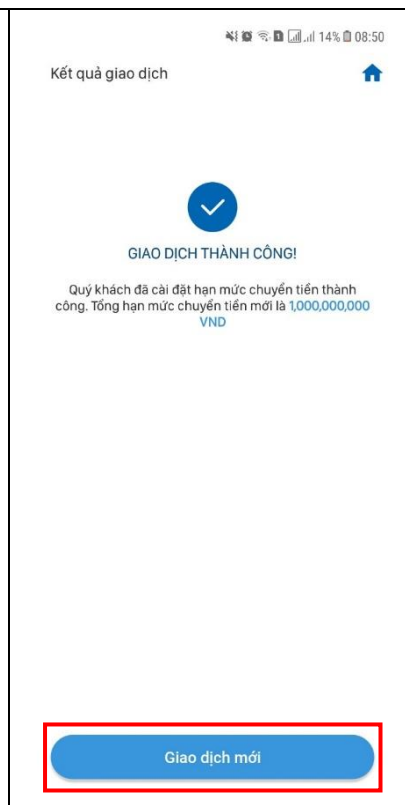 14% 08:50
Kết quả giao dịch
GIAO DỊCH THÀNH CÔNG!
Quý khách đã cài đặt hạn mức chuyển tiền thành
công. Tổng hạn mức chuyển tiền mới là 1,000,000,000
VND
Giao dịch mới